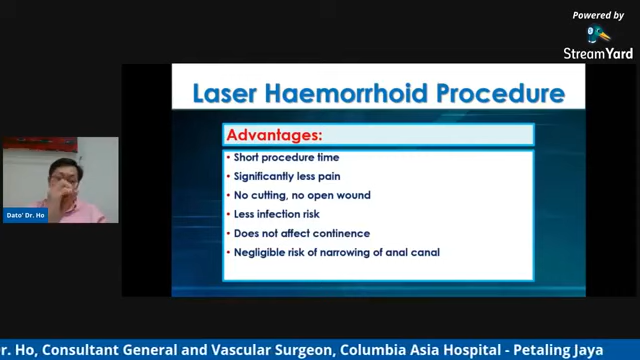 Powered by
StreamYard
Laser Haemorrhoid Procedure
Advantages:
• Short procedure time
• Significantly less pain
• No cutting, no open wound
• Less infection risk
• Does not affect continence
• Negligible risk of narrowing of anal canal
Dato' Dr. Ho
r. Ho, Consultant General and Vascular Surgeon, Columbia Asia Hospital - Petaling Jaya